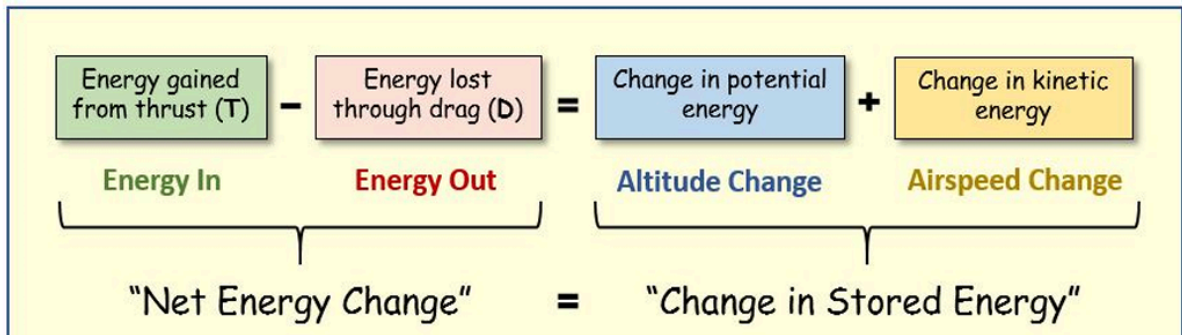 Energy gained
from thrust (T)
–
Energy lost
through drag (D)
=
Change in potential
energy
+
Change in kinetic
energy
Energy In
Energy Out
Altitude Change
Airspeed Change
“Net Energy Change” = “Change in Stored Energy”